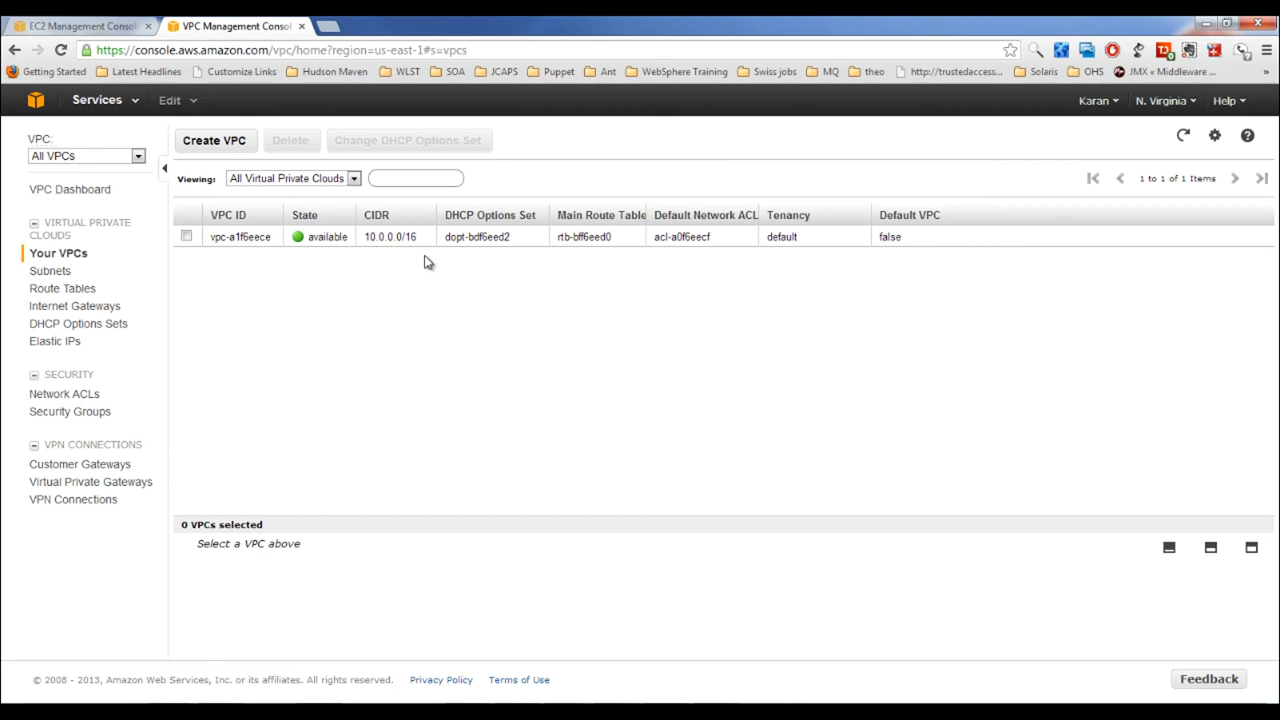 EC2 Management Consol
VPC Management Consol
https://console.aws.amazon.com/vpc/home?region=us-east-1#s=vpcs
Getting Started Latest Headlines Customize Links Hudson Maven WLST SOA JCAPS Puppet Ant WebSphere Training Swiss jobs MQ theo http://trustedaccess... Solaris OHS JMX « Middleware ... »
Services Edit Karan N. Virginia Help
VPC:
All VPCs
VPC Dashboard
VIRTUAL PRIVATE
CLOUDS
Your VPCs
Subnets
Route Tables
Internet Gateways
DHCP Options Sets
Elastic IPs
SECURITY
Network ACLs
Security Groups
VPN CONNECTIONS
Customer Gateways
Virtual Private Gateways
VPN Connections
Create VPC Delete Change DHCP Options Set
Viewing: All Virtual Private Clouds 1 to 1 of 1 Items
VPC ID State CIDR DHCP Options Set Main Route Table Default Network ACL Tenancy Default VPC
vpc-a1f6eece available 10.0.0.0/16 dopt-bdf6eed2 rtb-bff6eed0 acl-a0f6eecf default false
0 VPCs selected
Select a VPC above
© 2008 - 2013, Amazon Web Services, Inc. or its affiliates. All rights reserved. Privacy Policy Terms of Use Feedback